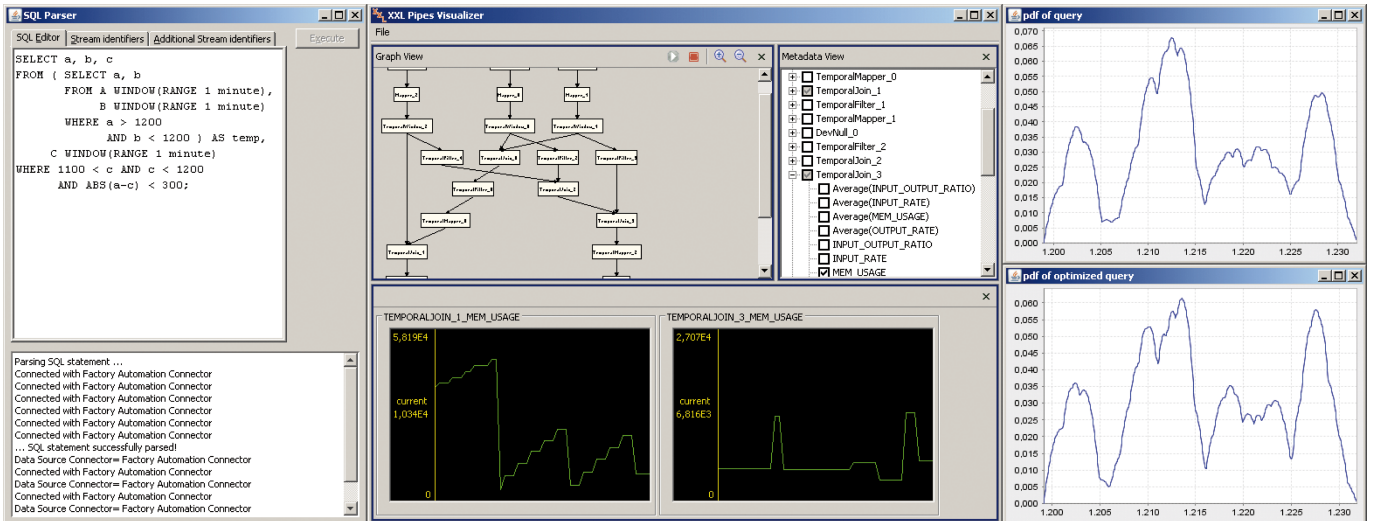 SQL Parser
SQL Editor Stream identifiers Additional Stream identifiers Execute
SELECT a, b, c
FROM ( SELECT a, b
FROM A WINDOW(RANGE 1 minute),
B WINDOW(RANGE 1 minute)
WHERE a > 1200
AND b < 1200 ) AS temp,
C WINDOW(RANGE 1 minute)
WHERE 1100 < c AND c < 1200
AND ABS(a-c) < 300;
Parsing SQL statement ...
Connected with Factory Automation Connector
Connected with Factory Automation Connector
Connected with Factory Automation Connector
Connected with Factory Automation Connector
Connected with Factory Automation Connector
Connected with Factory Automation Connector
... SQL statement successfully parsed!
Data Source Connector= Factory Automation Connector
Connected with Factory Automation Connector
Data Source Connector= Factory Automation Connector
Connected with Factory Automation Connector
Data Source Connector= Factory Automation Connector
XXL Pipes Visualizer
File
Graph View
Mapper_2
TemporalJoin_1
TemporalMapper_2
Metadata View
TemporalMapper_0
TemporalJoin_1
TemporalFilter_1
TemporalMapper_1
DevNull_0
TemporalFilter_2
TemporalJoin_2
TemporalJoin_3
Average(INPUT_OUTPUT_RATIO)
Average(INPUT_RATE)
Average(MEM_USAGE)
Average(OUTPUT_RATE)
INPUT_OUTPUT_RATIO
INPUT_RATE
MEM_USAGE
TEMPORALJOIN_1_MEM_USAGE
5,819E4
current
1,034E4
0
TEMPORALJOIN_3_MEM_USAGE
2,707E4
current
6,816E3
0
pdf of query
0,070
0,065
0,060
0,055
0,050
0,045
0,040
0,035
0,030
0,025
0,020
0,015
0,010
0,005
0,000
1.200 1.205 1.210 1.215 1.220 1.225 1.230
pdf of optimized query
0,060
0,055
0,050
0,045
0,040
0,035
0,030
0,025
0,020
0,015
0,010
0,005
0,000
1.200 1.205 1.210 1.215 1.220 1.225 1.230